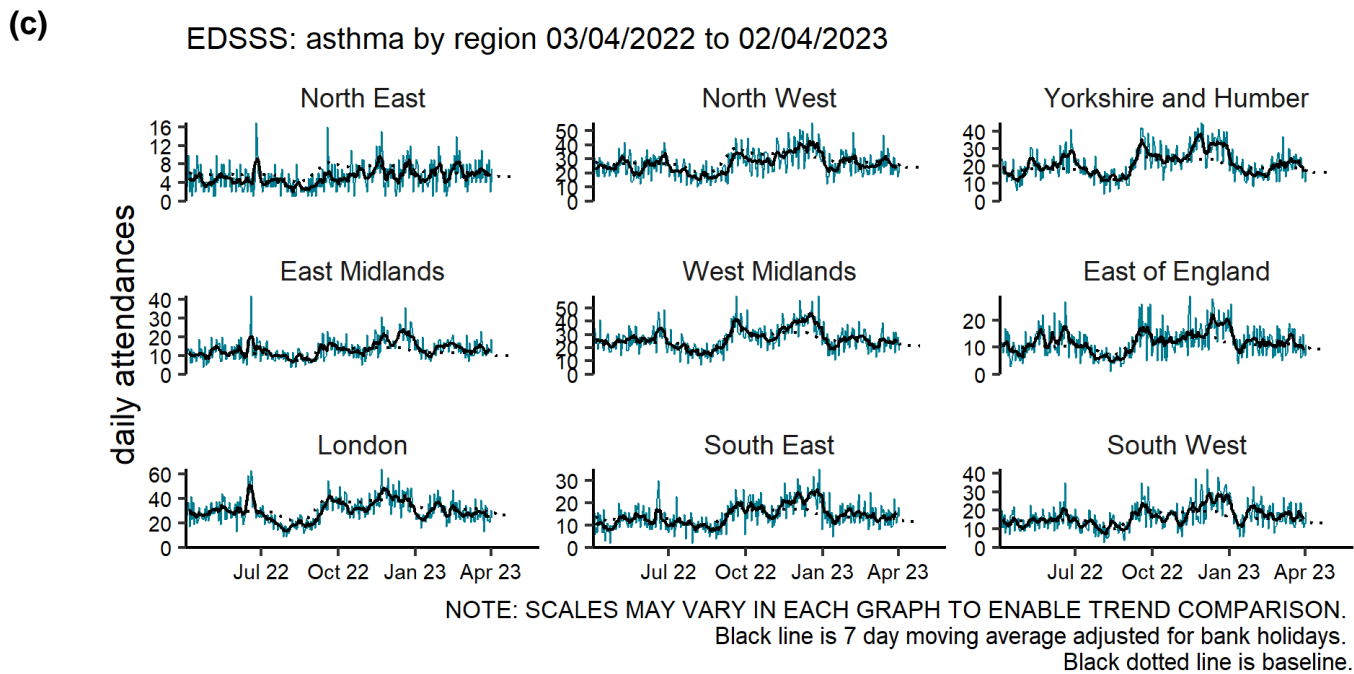 (c)
EDSSS: asthma by region 03/04/2022 to 02/04/2023
daily attendances
North East
16
12
8
4
0
North West
50
40
30
20
10
0
Yorkshire and Humber
40
30
20
10
0
East Midlands
40
30
20
10
0
West Midlands
50
40
30
20
10
0
East of England
20
10
0
London
60
40
20
0
South East
30
20
10
0
South West
40
30
20
10
0
Jul 22 Oct 22 Jan 23 Apr 23
Jul 22 Oct 22 Jan 23 Apr 23
Jul 22 Oct 22 Jan 23 Apr 23
NOTE: SCALES MAY VARY IN EACH GRAPH TO ENABLE TREND COMPARISON.
Black line is 7 day moving average adjusted for bank holidays.
Black dotted line is baseline.